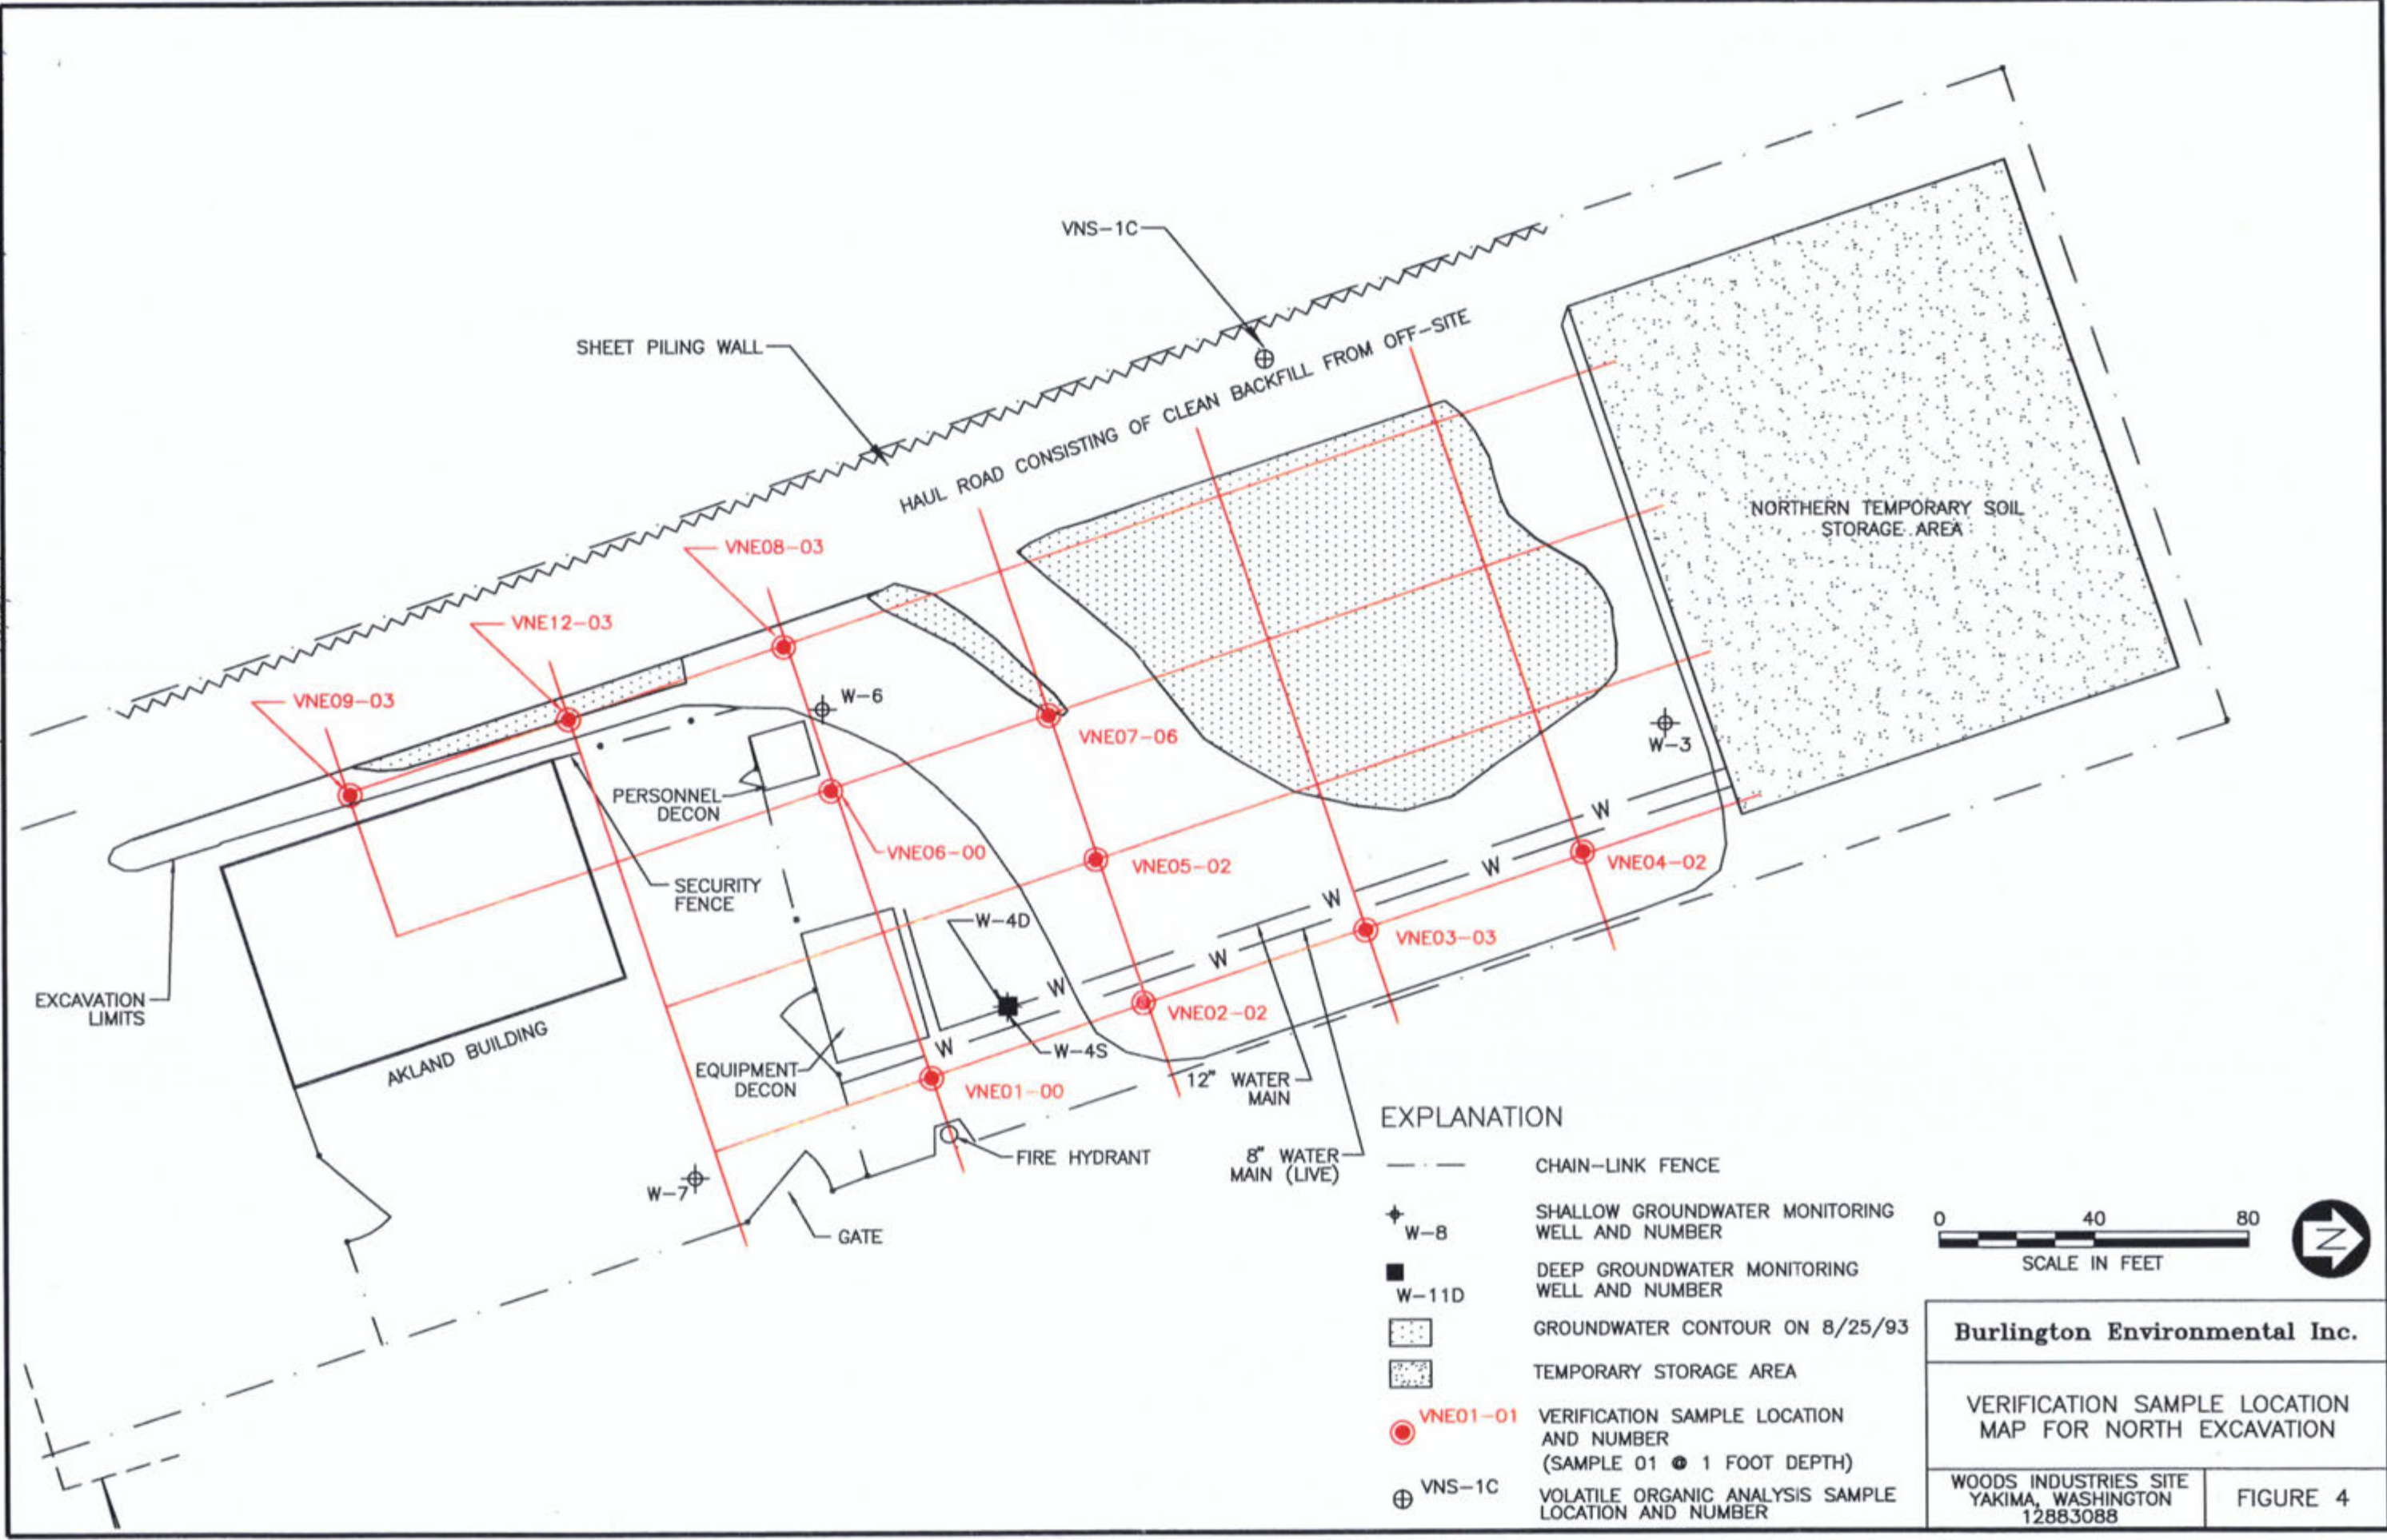 VNS-1C
SHEET PILING WALL
HAUL ROAD CONSISTING OF CLEAN BACKFILL FROM OFF-SITE
NORTHERN TEMPORARY SOIL
STORAGE AREA
VNE08-03
VNE12-03
VNE09-03
W-6
VNE07-06
W-3
PERSONNEL
DECON
VNE06-00
VNE05-02
VNE04-02
SECURITY
FENCE
W
W
W
W
W
W
W-4D
VNE03-03
EXCAVATION
LIMITS
AKLAND BUILDING
VNE02-02
W-4S
EQUIPMENT
DECON
VNE01-00
12" WATER
MAIN
8" WATER
MAIN (LIVE)
FIRE HYDRANT
W-7
GATE
EXPLANATION
CHAIN-LINK FENCE
W-8
SHALLOW GROUNDWATER MONITORING
WELL AND NUMBER
W-11D
DEEP GROUNDWATER MONITORING
WELL AND NUMBER
GROUNDWATER CONTOUR ON 8/25/93
TEMPORARY STORAGE AREA
VNE01-01
VERIFICATION SAMPLE LOCATION
AND NUMBER
(SAMPLE 01 @ 1 FOOT DEPTH)
VNS-1C
VOLATILE ORGANIC ANALYSIS SAMPLE
LOCATION AND NUMBER
0 40 80
SCALE IN FEET
N
Burlington Environmental Inc.
VERIFICATION SAMPLE LOCATION
MAP FOR NORTH EXCAVATION
WOODS INDUSTRIES SITE
YAKIMA, WASHINGTON
12883088
FIGURE 4